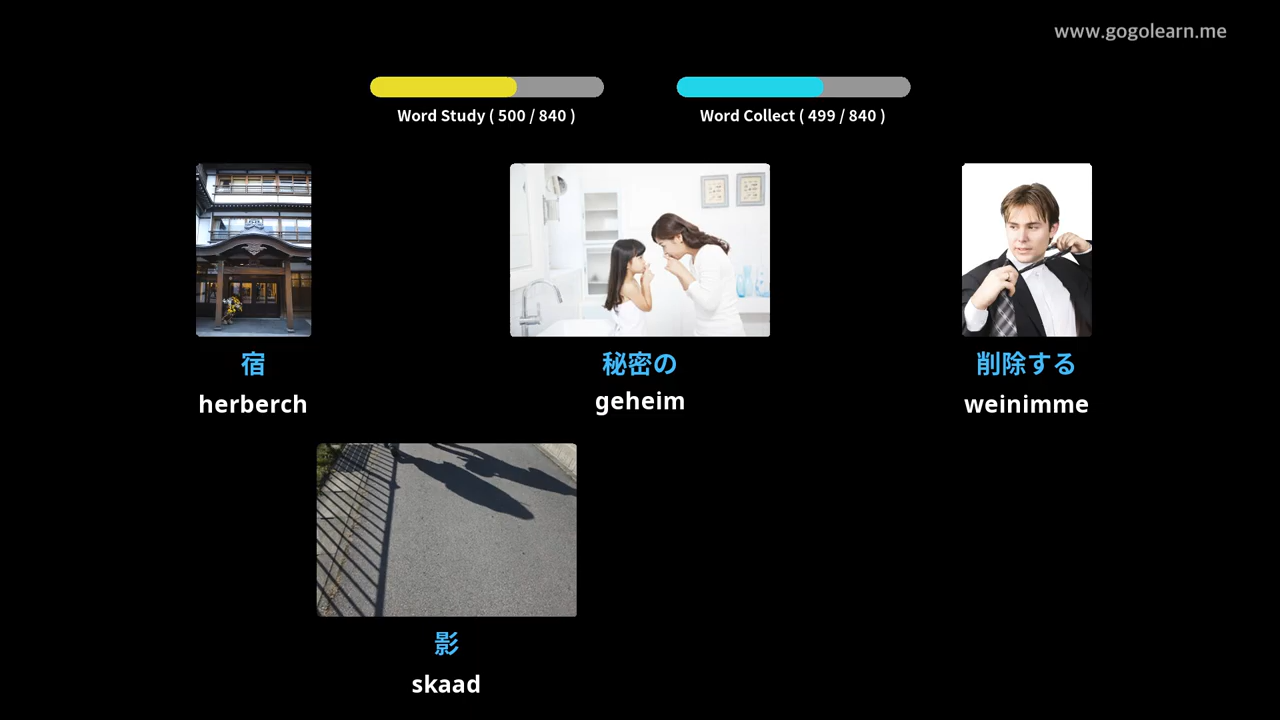 www.gogolearn.me
Word Study ( 500 / 840 )
Word Collect ( 499 / 840 )
宿
herberch
秘密の
geheim
削除する
weinimme
影
skaad